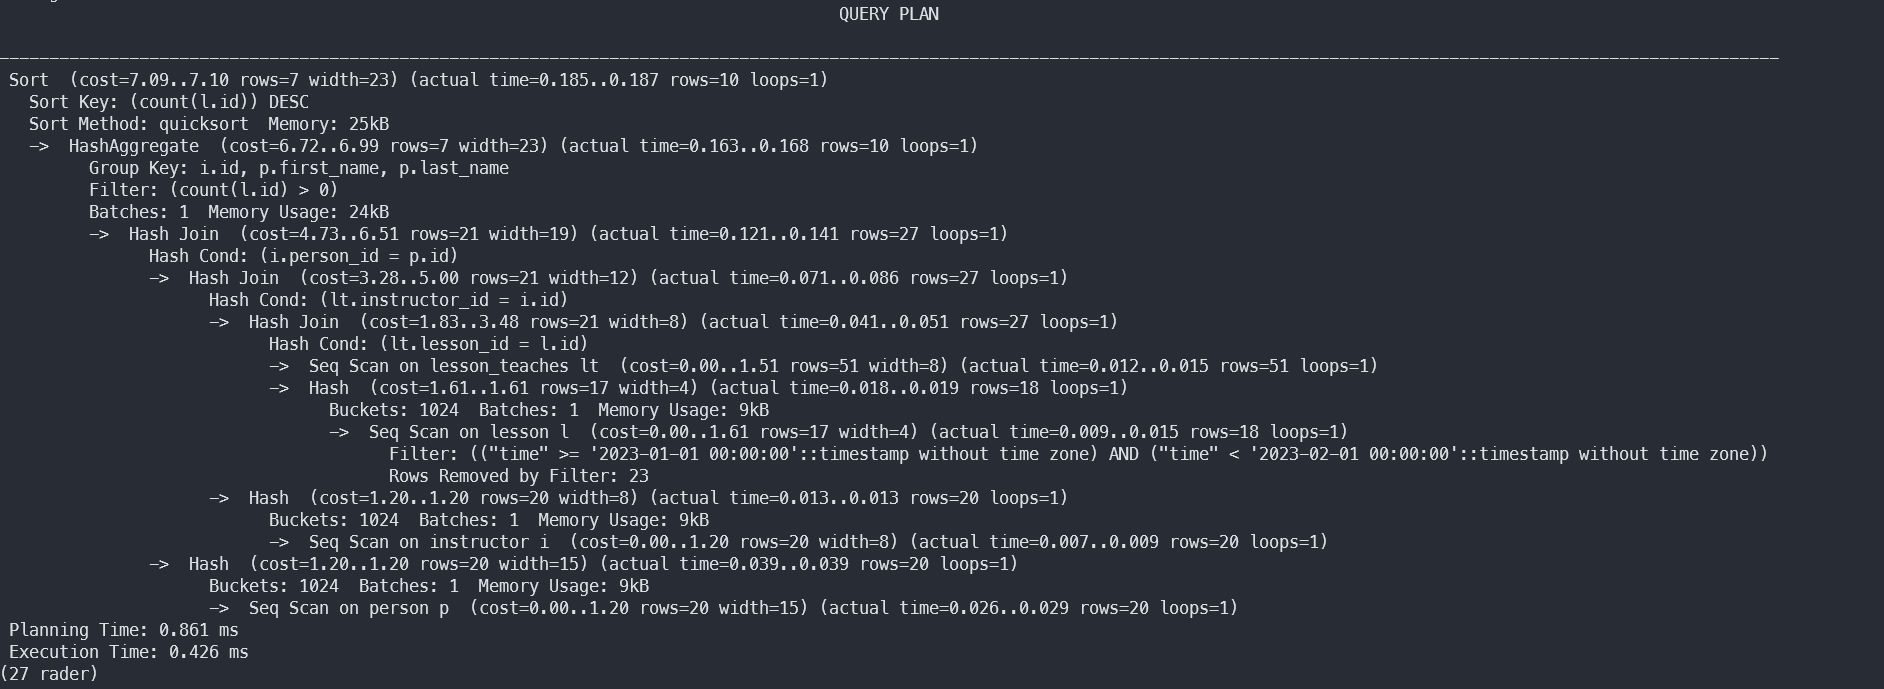 QUERY PLAN
--------------------------------------------------------------------------------------------------------------------------------------------------------------------------------
Sort  (cost=7.09..7.10 rows=7 width=23) (actual time=0.185..0.187 rows=10 loops=1)
  Sort Key: (count(l.id)) DESC
  Sort Method: quicksort  Memory: 25kB
  ->  HashAggregate  (cost=6.72..6.99 rows=7 width=23) (actual time=0.163..0.168 rows=10 loops=1)
        Group Key: i.id, p.first_name, p.last_name
        Filter: (count(l.id) > 0)
        Batches: 1  Memory Usage: 24kB
        ->  Hash Join  (cost=4.73..6.51 rows=21 width=19) (actual time=0.121..0.141 rows=27 loops=1)
              Hash Cond: (i.person_id = p.id)
              ->  Hash Join  (cost=3.28..5.00 rows=21 width=12) (actual time=0.071..0.086 rows=27 loops=1)
                    Hash Cond: (lt.instructor_id = i.id)
                    ->  Hash Join  (cost=1.83..3.48 rows=21 width=8) (actual time=0.041..0.051 rows=27 loops=1)
                          Hash Cond: (lt.lesson_id = l.id)
                          ->  Seq Scan on lesson_teaches lt  (cost=0.00..1.51 rows=51 width=8) (actual time=0.012..0.015 rows=51 loops=1)
                          ->  Hash  (cost=1.61..1.61 rows=17 width=4) (actual time=0.018..0.019 rows=18 loops=1)
                                Buckets: 1024  Batches: 1  Memory Usage: 9kB
                                ->  Seq Scan on lesson l  (cost=0.00..1.61 rows=17 width=4) (actual time=0.009..0.015 rows=18 loops=1)
                                      Filter: (("time" >= '2023-01-01 00:00:00'::timestamp without time zone) AND ("time" < '2023-02-01 00:00:00'::timestamp without time zone))
                                      Rows Removed by Filter: 23
                    ->  Hash  (cost=1.20..1.20 rows=20 width=8) (actual time=0.013..0.013 rows=20 loops=1)
                          Buckets: 1024  Batches: 1  Memory Usage: 9kB
                          ->  Seq Scan on instructor i  (cost=0.00..1.20 rows=20 width=8) (actual time=0.007..0.009 rows=20 loops=1)
              ->  Hash  (cost=1.20..1.20 rows=20 width=15) (actual time=0.039..0.039 rows=20 loops=1)
                    Buckets: 1024  Batches: 1  Memory Usage: 9kB
                    ->  Seq Scan on person p  (cost=0.00..1.20 rows=20 width=15) (actual time=0.026..0.029 rows=20 loops=1)
Planning Time: 0.861 ms
Execution Time: 0.426 ms
(27 rader)